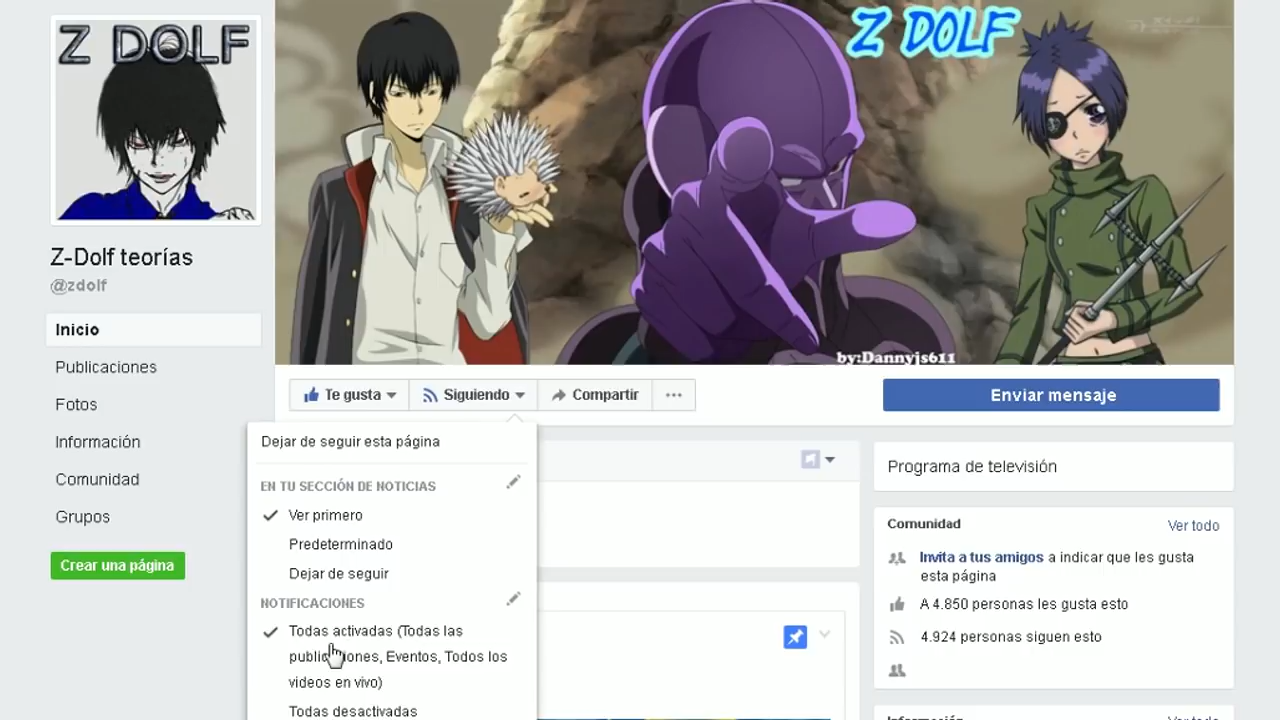 Z DOLF
Z DOLF
by:Dannyjs611
Z-Dolf teorías
@zdolf
Inicio
Publicaciones
Fotos
Información
Comunidad
Grupos
Crear una página
Te gusta
Siguiendo
Compartir
Enviar mensaje
Dejar de seguir esta página
EN TU SECCIÓN DE NOTICIAS
Ver primero
Predeterminado
Dejar de seguir
NOTIFICACIONES
Todas activadas (Todas las
publicaciones, Eventos, Todos los
videos en vivo)
Todas desactivadas
Programa de televisión
Comunidad
Ver todo
Invita a tus amigos a indicar que les gusta
esta página
A 4.850 personas les gusta esto
4.924 personas siguen esto
Información
Ver todo